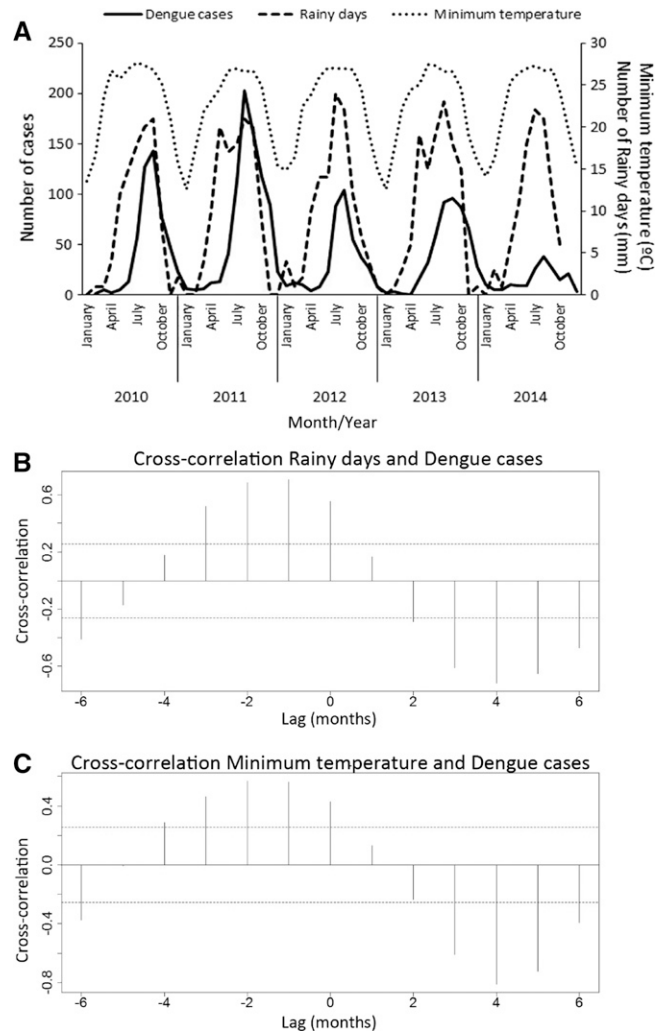 A
Dengue cases Rainy days Minimum temperature
Number of cases
250
200
150
100
50
0
30
25
20
15
10
5
0
Minimum temperature (ºC)
Number of Rainy days (mm)
January April July October January April July October January April July October January April July October January April July October
2010 2011 2012 2013 2014
Month/Year
B
Cross-correlation Rainy days and Dengue cases
Cross-correlation
0.6
0.2
-0.2
-0.6
-6 -4 -2 0 2 4 6
Lag (months)
C
Cross-correlation Minimum temperature and Dengue cases
Cross-correlation
0.4
0.0
-0.4
-0.8
-6 -4 -2 0 2 4 6
Lag (months)